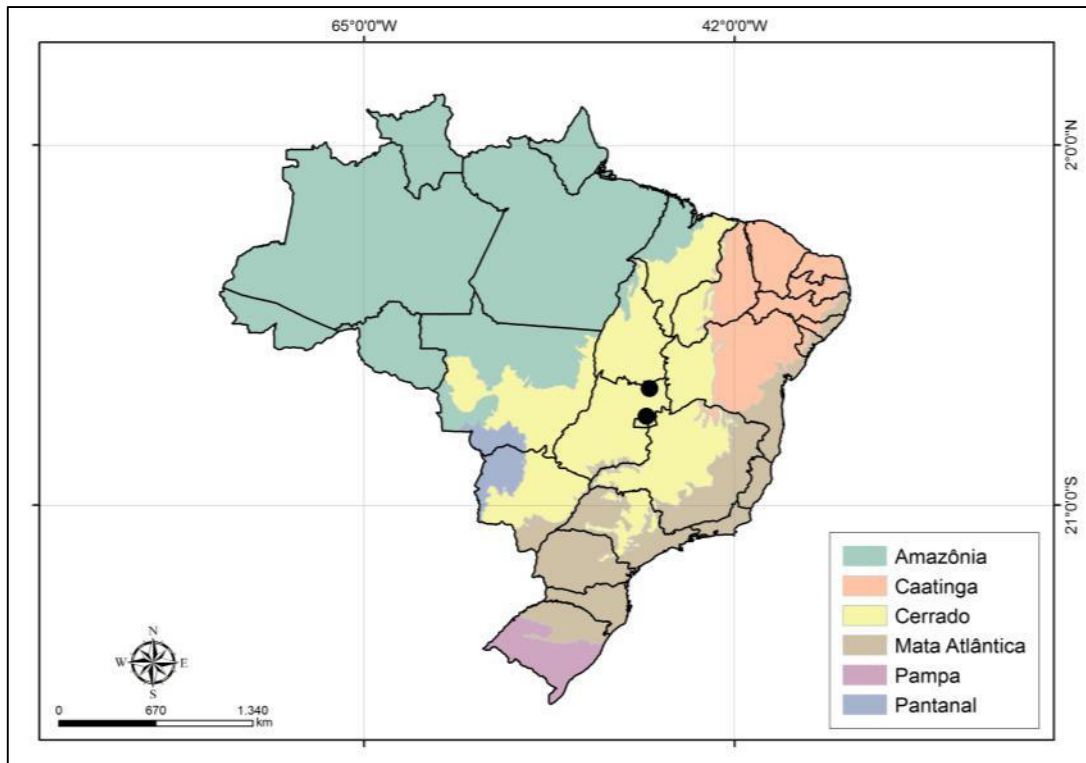 65°0'0"W 42°0'0"W
2°0'0"N
21°0'0"S
Amazônia
Caatinga
Cerrado
Mata Atlântica
Pampa
Pantanal
N
W E
S
0 670 1.340
km